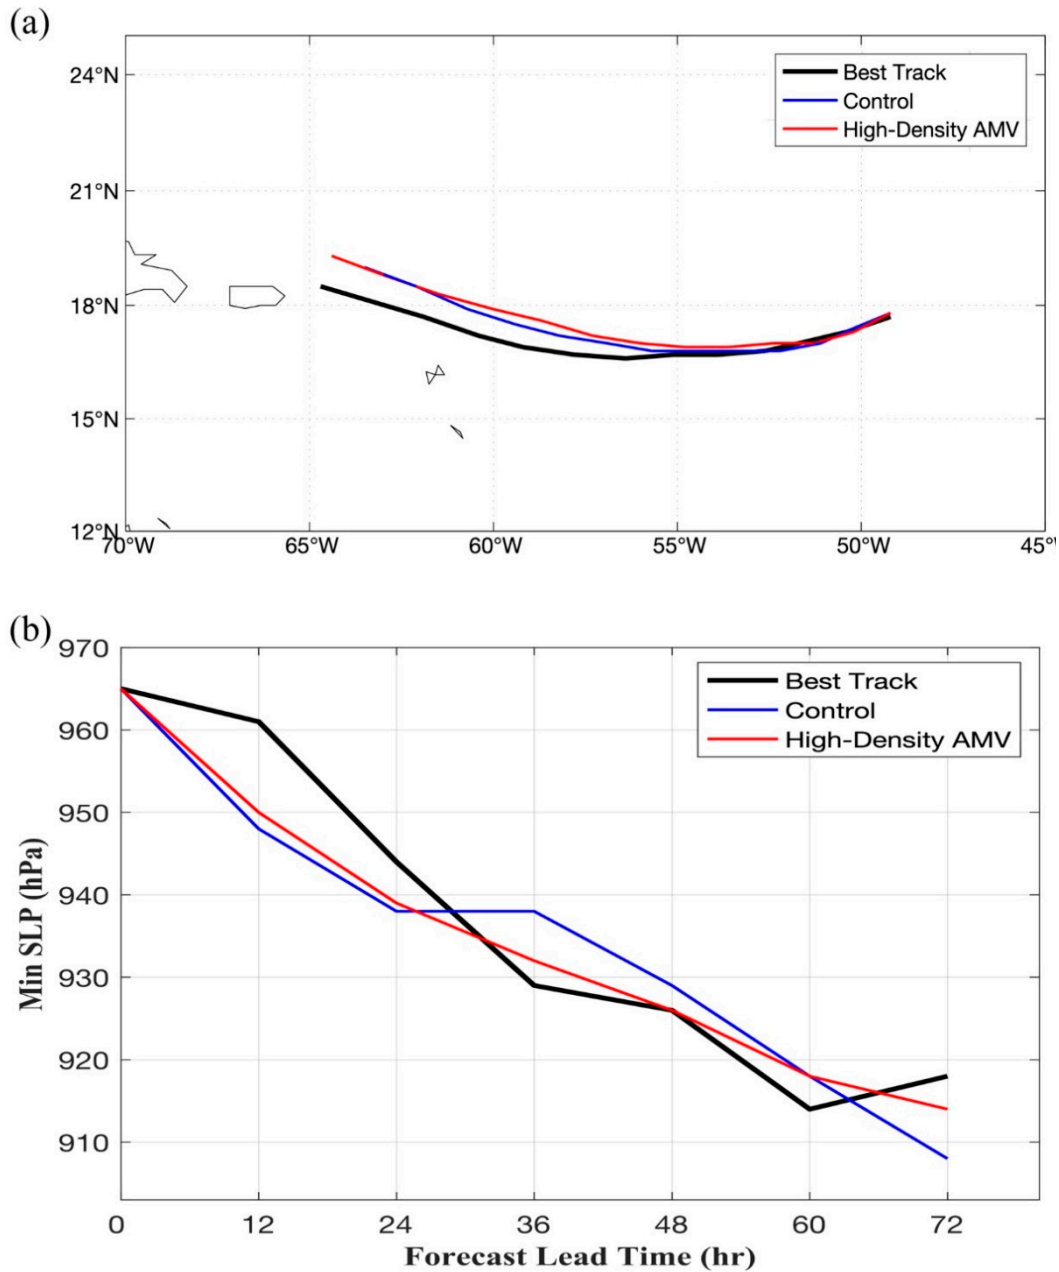 (a)
24°N
21°N
18°N
15°N
12°N
70°W
65°W
60°W
55°W
50°W
45°W
Best Track
Control
High-Density AMV
(b)
970
960
950
940
930
920
910
Min SLP (hPa)
Best Track
Control
High-Density AMV
0
12
24
36
48
60
72
Forecast Lead Time (hr)